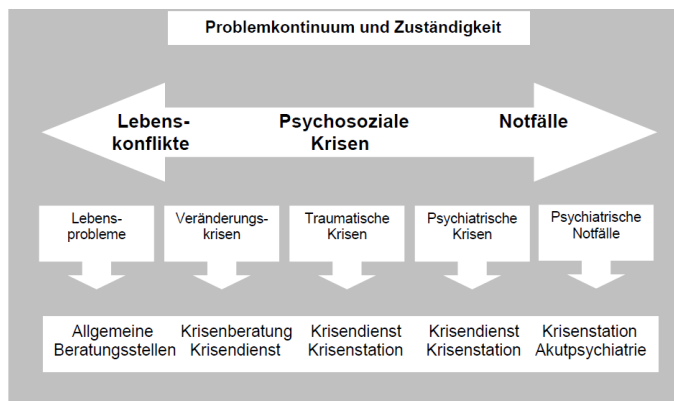 Problemkontinuum und Zuständigkeit
Lebens-
konflikte
Psychosoziale
Krisen
Notfälle
Lebens-
probleme
Veränderungs-
krisen
Traumatische
Krisen
Psychiatrische
Krisen
Psychiatrische
Notfälle
Allgemeine
Beratungsstellen
Krisenberatung
Krisendienst
Krisendienst
Krisenstation
Krisendienst
Krisenstation
Krisenstation
Akutpsychiatrie